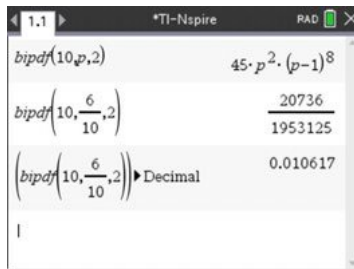 1.1 *TI-Nspire RAD
bipdf(10,p,2) 45·p²·(p−1)⁸
bipdf(10,6/10,2) 20736/1953125
(bipdf(10,6/10,2))▶Decimal 0.010617